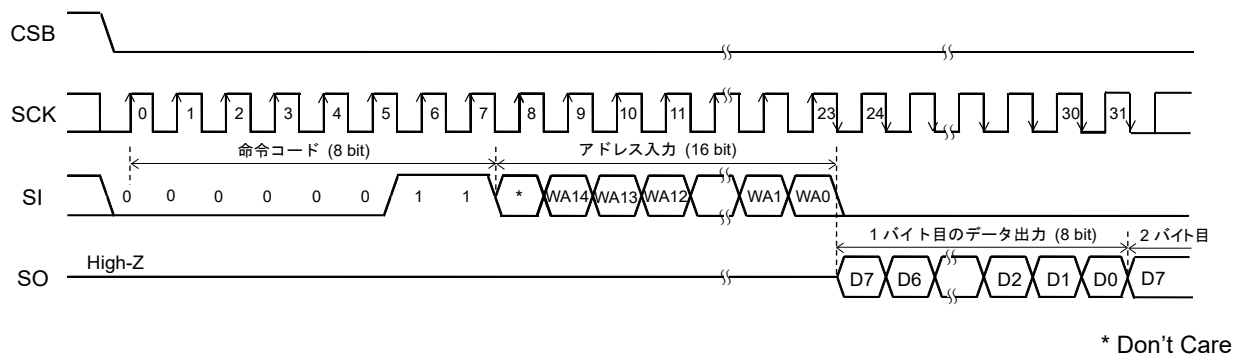 CSB
SCK
0 1 2 3 4 5 6 7 8 9 10 11 23 24 30 31
命令コード (8 bit) アドレス入力 (16 bit)
SI
0 0 0 0 0 0 1 1 * WA14 WA13 WA12 WA1 WA0
1 バイト目のデータ出力 (8 bit) 2 バイト目
High-Z
SO
D7 D6 D2 D1 D0 D7
* Don't Care